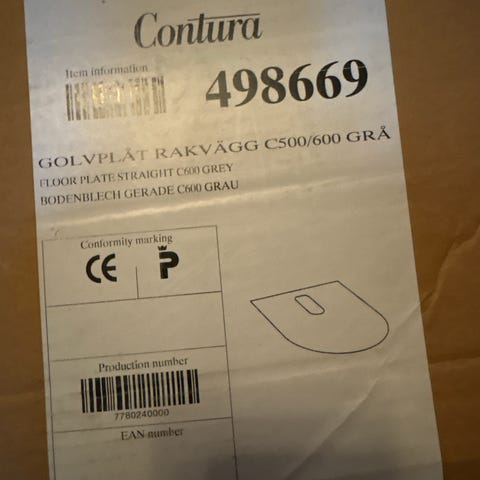 Contura
Item information
498669
GOLVPLÅT RAKVÄGG C500/600 GRÅ
FLOOR PLATE STRAIGHT C600 GREY
BODENBLECH GERADE C600 GRAU
Conformity marking
CE P
Production number
7780240000
EAN number